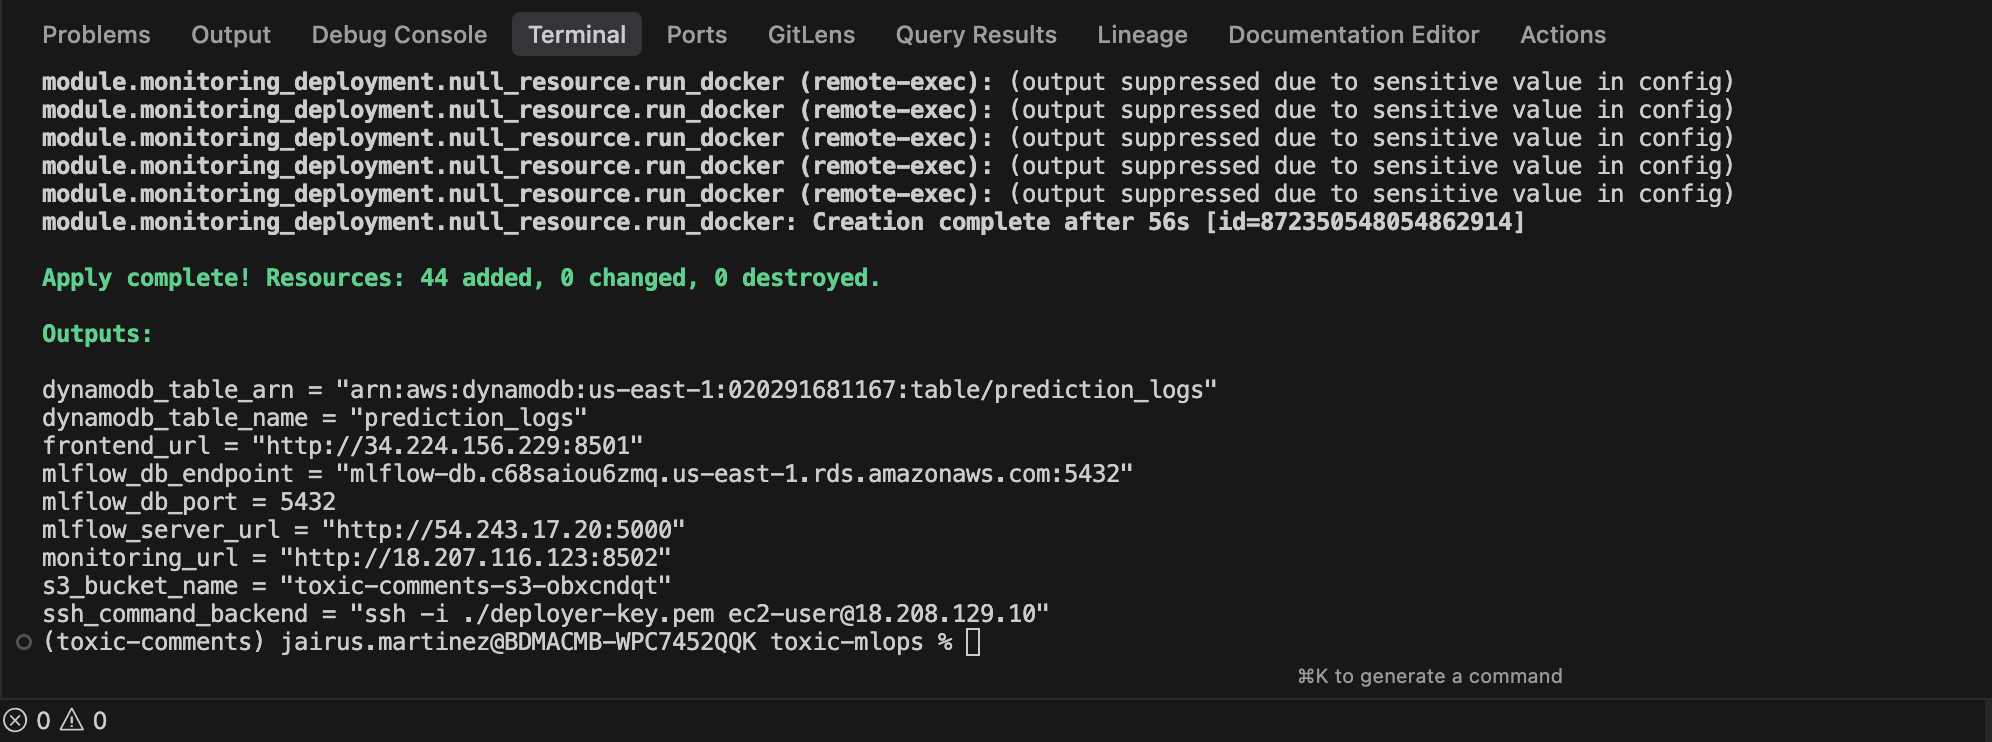 Problems Output Debug Console Terminal Ports GitLens Query Results Lineage Documentation Editor Actions
module.monitoring_deployment.null_resource.run_docker (remote-exec): (output suppressed due to sensitive value in config)
module.monitoring_deployment.null_resource.run_docker (remote-exec): (output suppressed due to sensitive value in config)
module.monitoring_deployment.null_resource.run_docker (remote-exec): (output suppressed due to sensitive value in config)
module.monitoring_deployment.null_resource.run_docker (remote-exec): (output suppressed due to sensitive value in config)
module.monitoring_deployment.null_resource.run_docker (remote-exec): (output suppressed due to sensitive value in config)
module.monitoring_deployment.null_resource.run_docker: Creation complete after 56s [id=872350548054862914]
Apply complete! Resources: 44 added, 0 changed, 0 destroyed.
Outputs:
dynamodb_table_arn = "arn:aws:dynamodb:us-east-1:020291681167:table/prediction_logs"
dynamodb_table_name = "prediction_logs"
frontend_url = "http://34.224.156.229:8501"
mlflow_db_endpoint = "mlflow-db.c68saiou6zmq.us-east-1.rds.amazonaws.com:5432"
mlflow_db_port = 5432
mlflow_server_url = "http://54.243.17.20:5000"
monitoring_url = "http://18.207.116.123:8502"
s3_bucket_name = "toxic-comments-s3-obxcndqt"
ssh_command_backend = "ssh -i ./deployer-key.pem ec2-user@18.208.129.10"
(toxic-comments) jairus.martinez@BDMACMB-WPC7452QQK toxic-mlops %
⌘K to generate a command
0 0